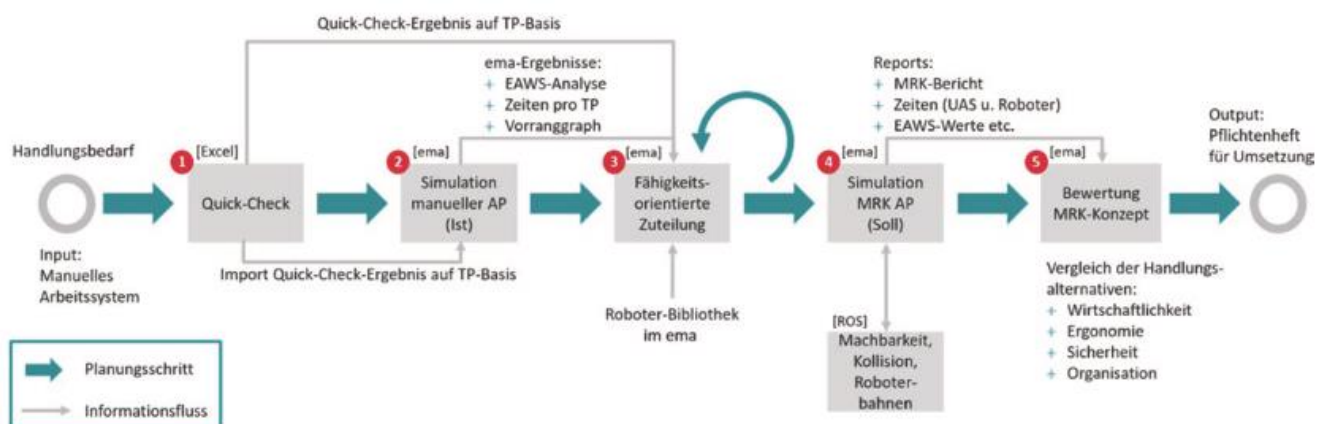 Quick-Check-Ergebnis auf TP-Basis
ema-Ergebnisse:
+ EAWS-Analyse
+ Zeiten pro TP
+ Vorranggraph
Reports:
+ MRK-Bericht
+ Zeiten (UAS u. Roboter)
+ EAWS-Werte etc.
Handlungsbedarf
Input:
Manuelles
Arbeitssystem
1 [Excel]
Quick-Check
2 [ema]
Simulation
manueller AP
(Ist)
3 [ema]
Fähigkeits-
orientierte
Zuteilung
4 [ema]
Simulation
MRK AP
(Soll)
5 [ema]
Bewertung
MRK-Konzept
Output:
Pflichtenheft
für Umsetzung
Import Quick-Check-Ergebnis auf TP-Basis
Roboter-Bibliothek
im ema
[ROS]
Machbarkeit,
Kollision,
Roboter-
bahnen
Vergleich der Handlungs-
alternativen:
+ Wirtschaftlichkeit
+ Ergonomie
+ Sicherheit
+ Organisation
Planungsschritt
Informationsfluss